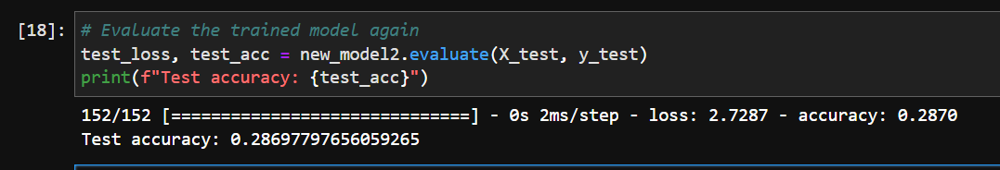 [18]: # Evaluate the trained model again
test_loss, test_acc = new_model2.evaluate(X_test, y_test)
print(f"Test accuracy: {test_acc}")
152/152 [==============================] - 0s 2ms/step - loss: 2.7287 - accuracy: 0.2870
Test accuracy: 0.28697797656059265